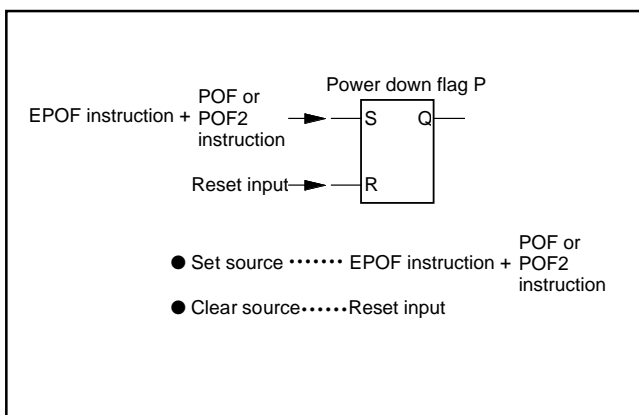 Power down flag P
EPOF instruction + POF or
POF2
instruction
S Q
Reset input
R
● Set source ······· EPOF instruction + POF or
POF2
instruction
● Clear source ······ Reset input